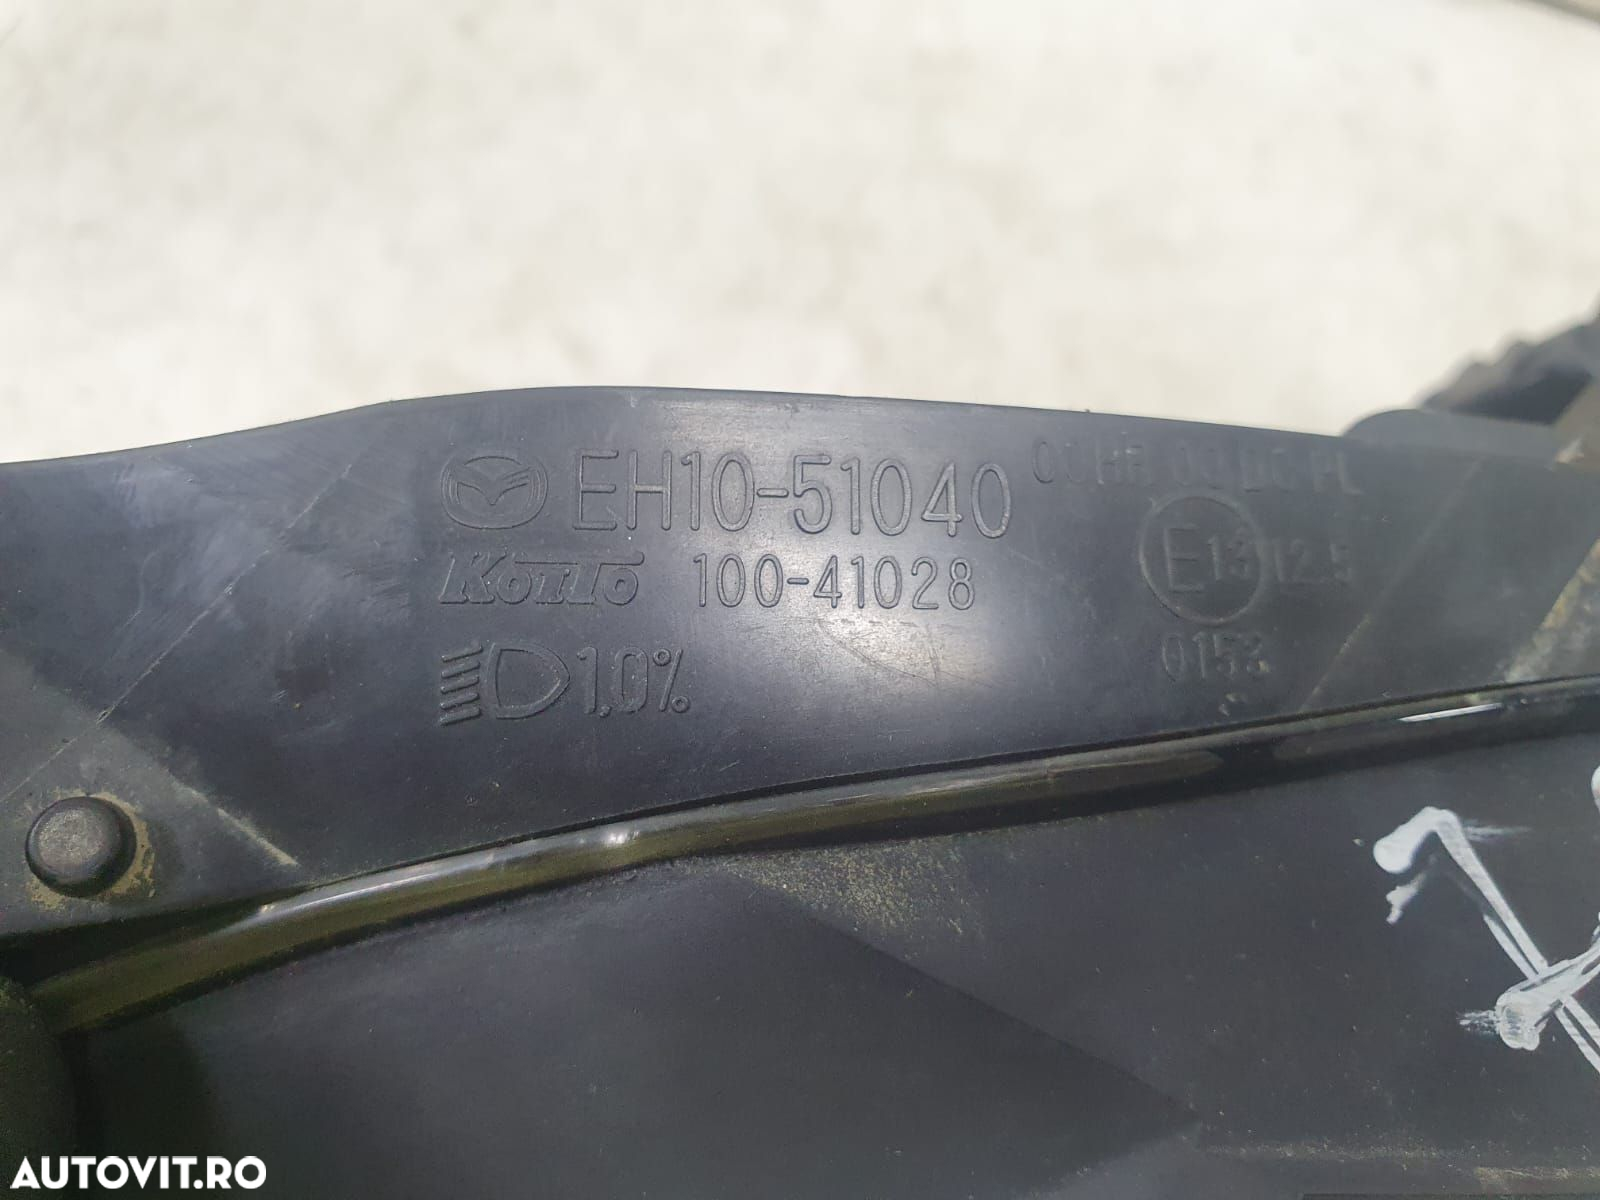 EH10-51040
KOITO 100-41028
1,0%
E13 12.5
0153
AUTOVIT.RO